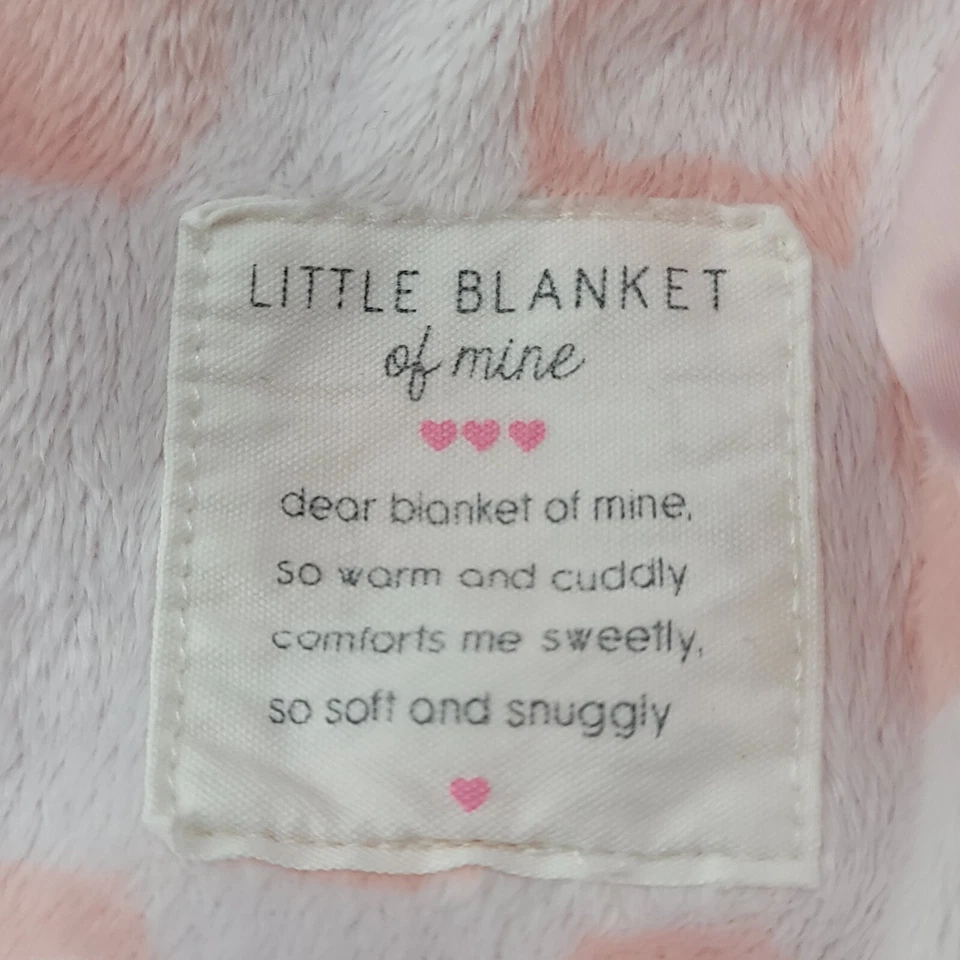 LITTLE BLANKET
of mine
dear blanket of mine,
so warm and cuddly
comforts me sweetly,
so soft and snuggly